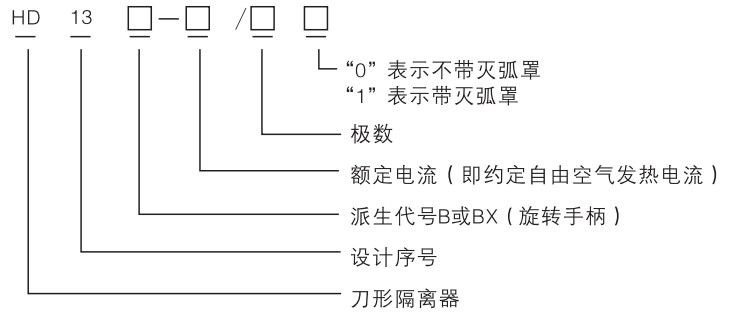 HD 13 □-□/□ □
“0”表示不带灭弧罩
“1”表示带灭弧罩
极数
额定电流（即约定自由空气发热电流）
派生代号B或BX（旋转手柄）
设计序号
刀形隔离器